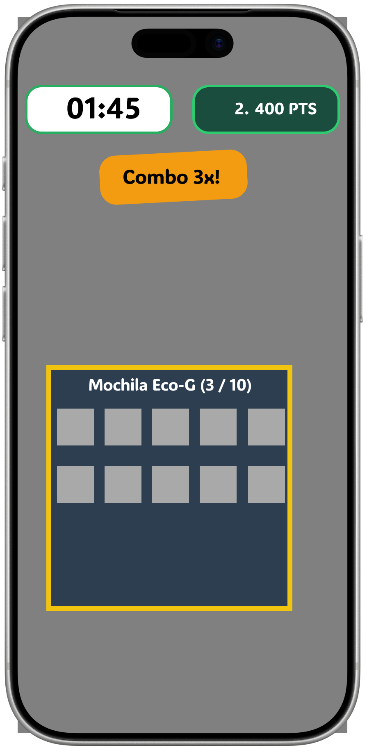 01:45
2. 400 PTS
Combo 3x!
Mochila Eco-G (3 / 10)